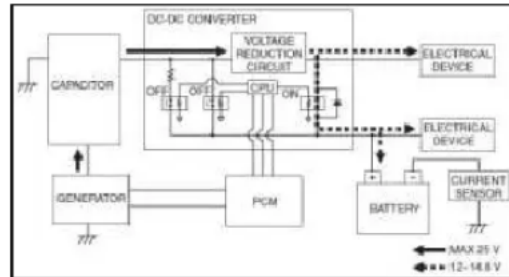 DC-DC CONVERTER
VOLTAGE
REDUCTION
CIRCUIT
ELECTRICAL
DEVICE
CAPACITOR
CPU
OFF
OFF
ON
ELECTRICAL
DEVICE
GENERATOR
PCM
- +
BATTERY
CURRENT
SENSOR
MAX 25 V
12–14.8 V